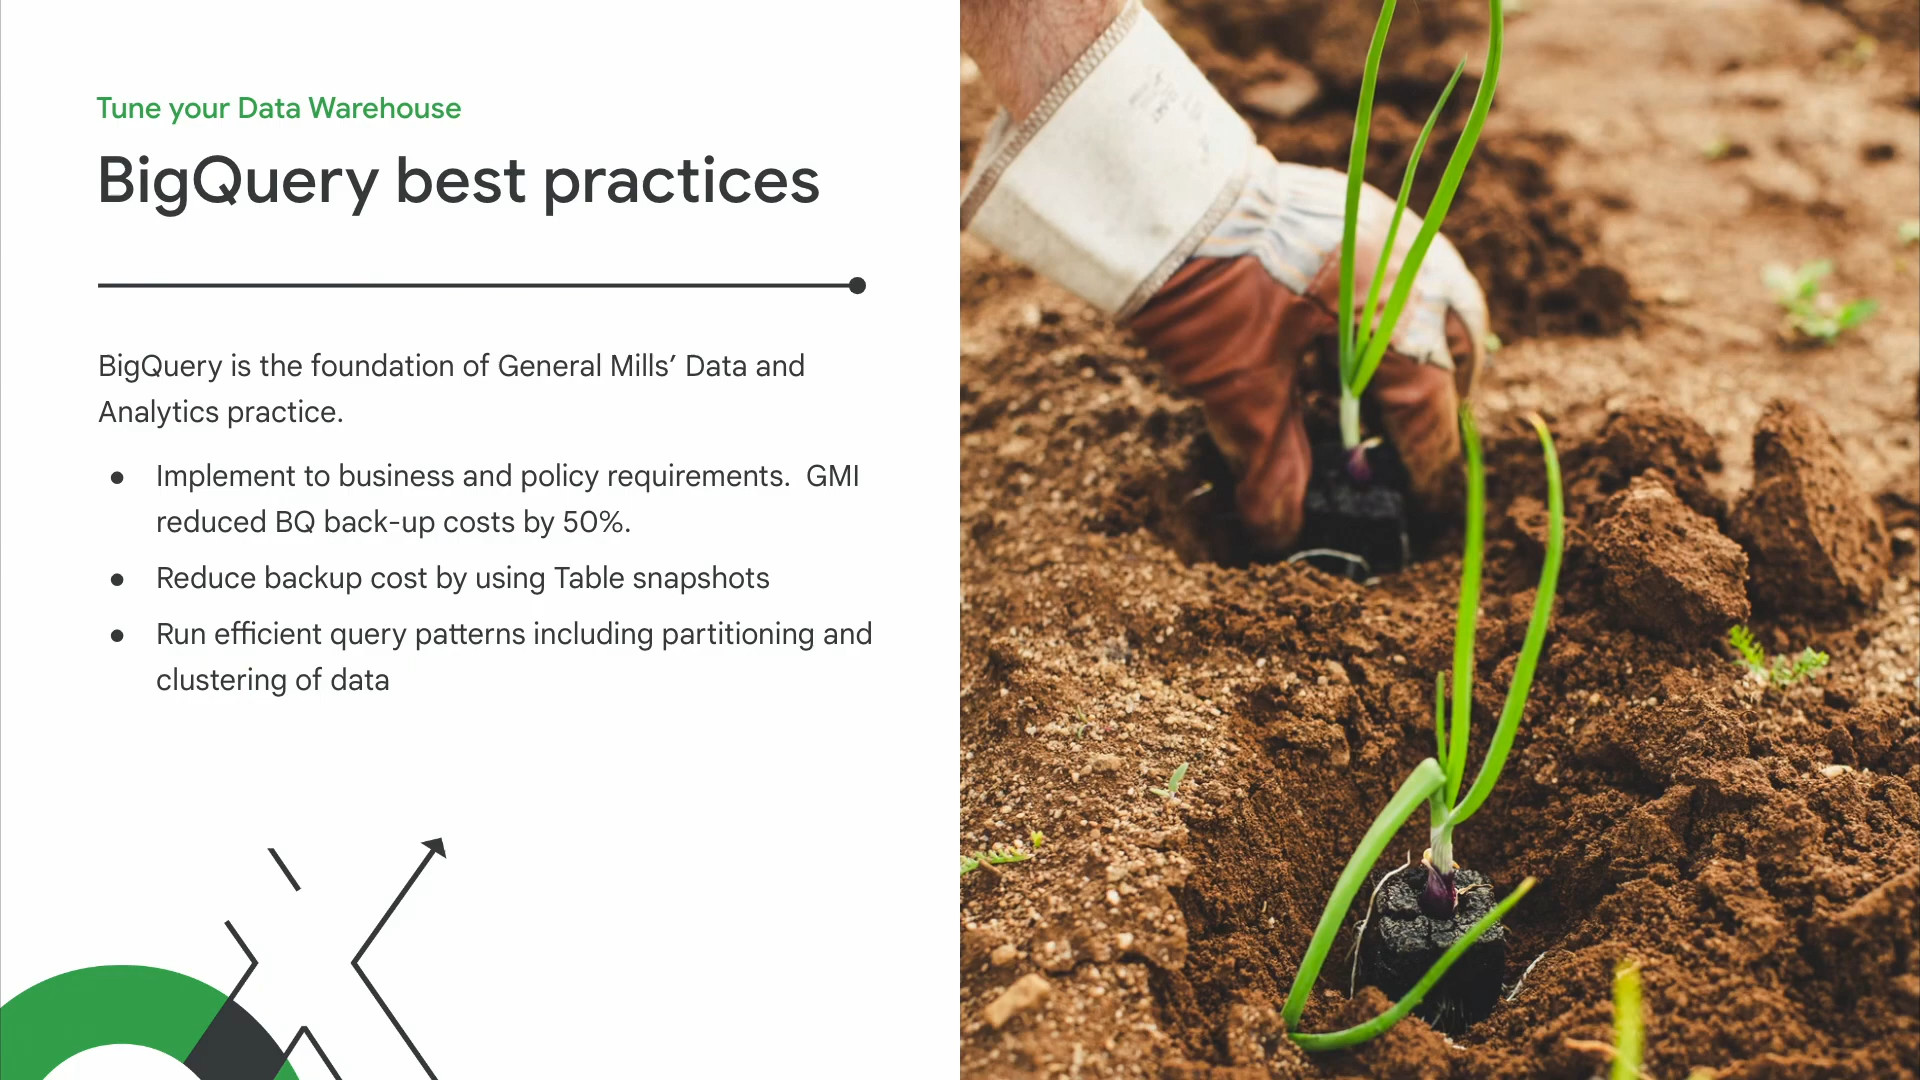 Tune your Data Warehouse
BigQuery best practices
BigQuery is the foundation of General Mills’ Data and
Analytics practice.
● Implement to business and policy requirements.  GMI
reduced BQ back-up costs by 50%.
● Reduce backup cost by using Table snapshots
● Run efficient query patterns including partitioning and
clustering of data